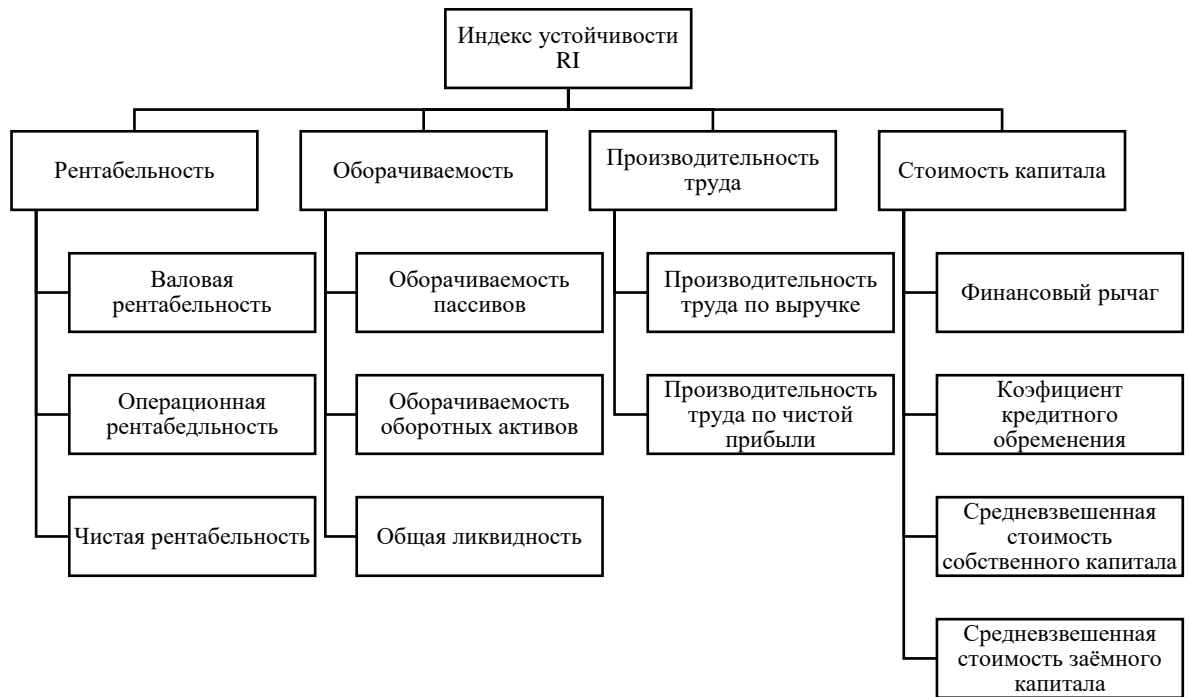 Индекс устойчивости
RI
Рентабельность
Оборачиваемость
Производительность
труда
Стоимость капитала
Валовая
рентабельность
Оборачиваемость
пассивов
Производительность
труда по выручке
Финансовый рычаг
Операционная
рентабедльность
Оборачиваемость
оборотных активов
Производительность
труда по чистой
прибыли
Коэфициент
кредитного
обременения
Чистая рентабельность
Общая ликвидность
Средневзвешенная
стоимость
собственного капитала
Средневзвешенная
стоимость заёмного
капитала